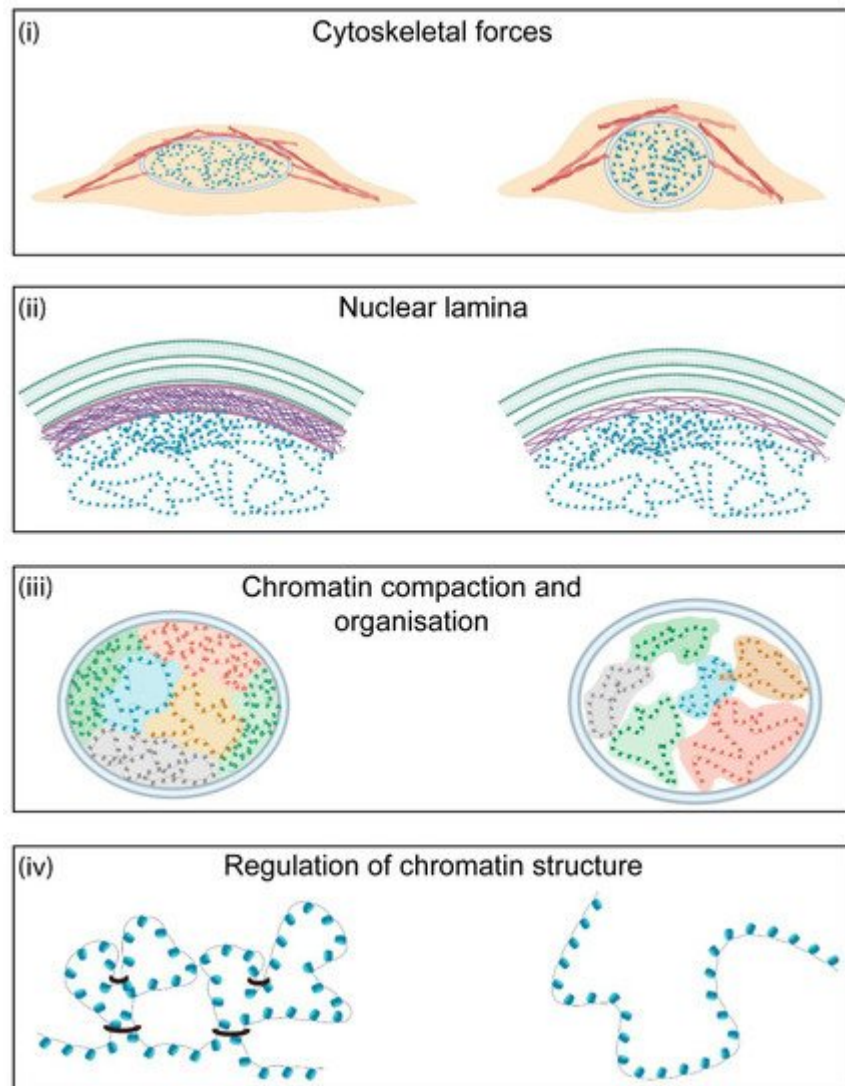 (i)
Cytoskeletal forces
(ii)
Nuclear lamina
(iii)
Chromatin compaction and
organisation
(iv)
Regulation of chromatin structure